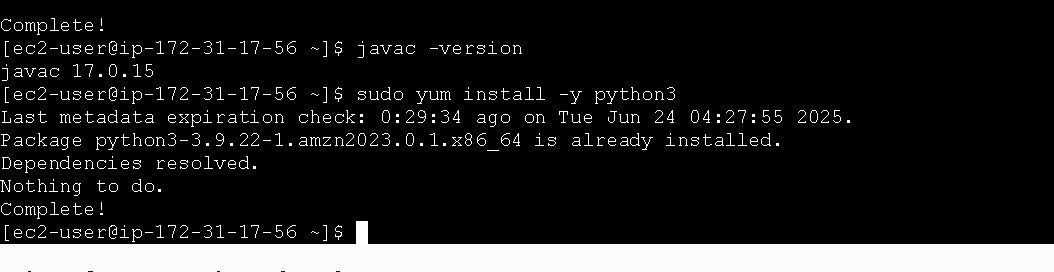 Complete!
[ec2-user@ip-172-31-17-56 ~]$ javac -version
javac 17.0.15
[ec2-user@ip-172-31-17-56 ~]$ sudo yum install -y python3
Last metadata expiration check: 0:29:34 ago on Tue Jun 24 04:27:55 2025.
Package python3-3.9.22-1.amzn2023.0.1.x86_64 is already installed.
Dependencies resolved.
Nothing to do.
Complete!
[ec2-user@ip-172-31-17-56 ~]$